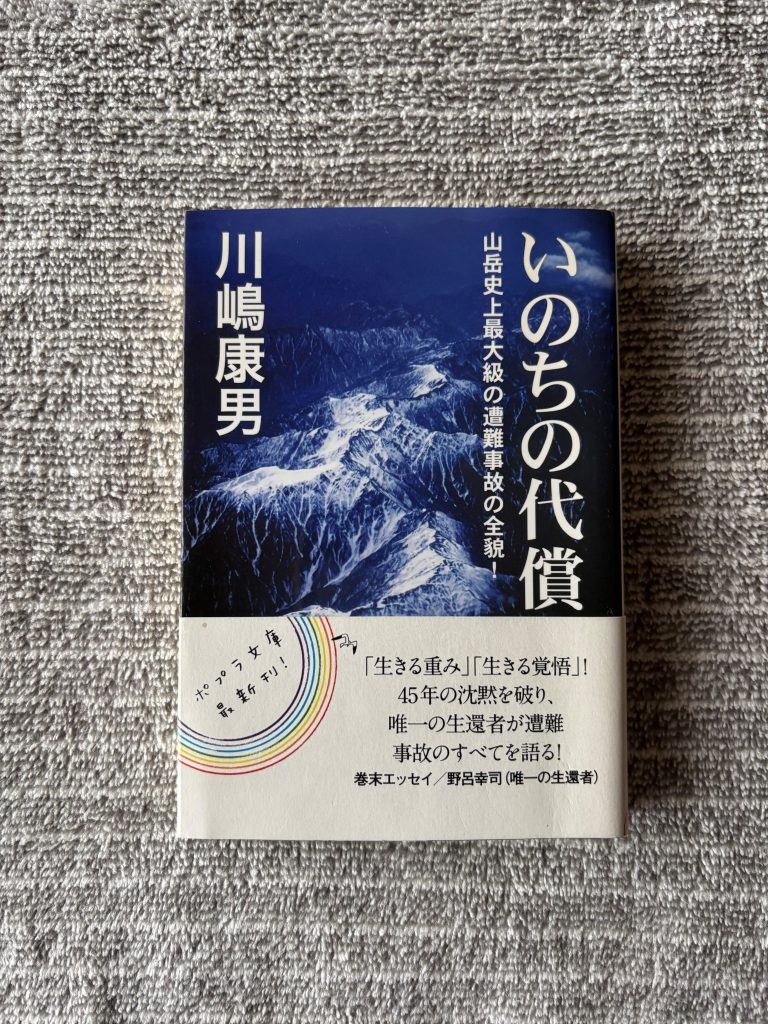 いのちの代償
山岳史上最大級の遭難事故の全貌！
川嶋康男
ポプラ文庫
最新刊！
「生きる重み」「生きる覚悟」！
45年の沈黙を破り、
唯一の生還者が遭難
事故のすべてを語る！
巻末エッセイ／野呂幸司（唯一の生還者）